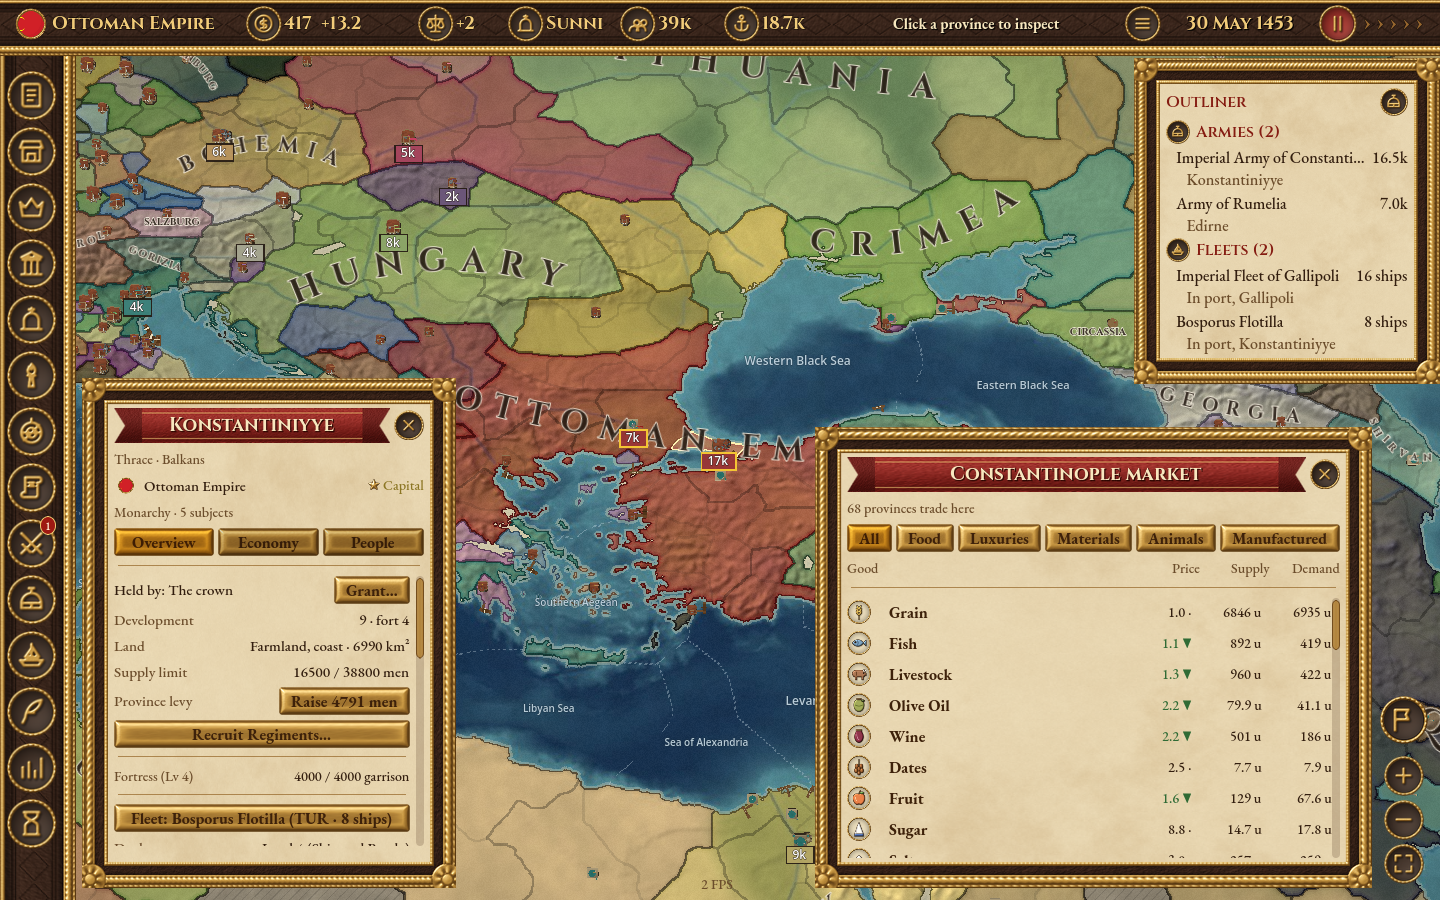 OTTOMAN EMPIRE 417 +13.2 +2 SUNNI 39K 18.7K Click a province to inspect 30 MAY 1453
LITHUANIA
BOHEMIA
6k
5k
2k
SALZBURG
GORIZIA
4k
8k
HUNGARY
4k
CRIMEA
CIRCASSIA
Western Black Sea
Eastern Black Sea
GEORGIA
SHIRVAN
OTTOMAN EM
7k
17k
Southern Aegean
Libyan Sea
Sea of Alexandria
Levan
9k
2 FPS
OUTLINER
ARMIES (2)
Imperial Army of Constanti... 16.5k
Konstantiniyye
Army of Rumelia 7.0k
Edirne
FLEETS (2)
Imperial Fleet of Gallipoli 16 ships
In port, Gallipoli
Bosporus Flotilla 8 ships
In port, Konstantiniyye
1
KONSTANTINIYYE
Thrace · Balkans
Ottoman Empire Capital
Monarchy · 5 subjects
Overview Economy People
Held by: The crown Grant...
Development 9 · fort 4
Land Farmland, coast · 6990 km²
Supply limit 16500 / 38800 men
Province levy Raise 4791 men
Recruit Regiments...
Fortress (Lv 4) 4000 / 4000 garrison
Fleet: Bosporus Flotilla (TUR · 8 ships)
CONSTANTINOPLE MARKET
68 provinces trade here
All Food Luxuries Materials Animals Manufactured
Good Price Supply Demand
Grain 1.0 · 6846 u 6935 u
Fish 1.1 ▼ 892 u 419 u
Livestock 1.3 ▼ 960 u 422 u
Olive Oil 2.2 ▼ 79.9 u 41.1 u
Wine 2.2 ▼ 501 u 186 u
Dates 2.5 · 7.7 u 7.9 u
Fruit 1.6 ▼ 129 u 67.6 u
Sugar 8.8 · 14.7 u 17.8 u